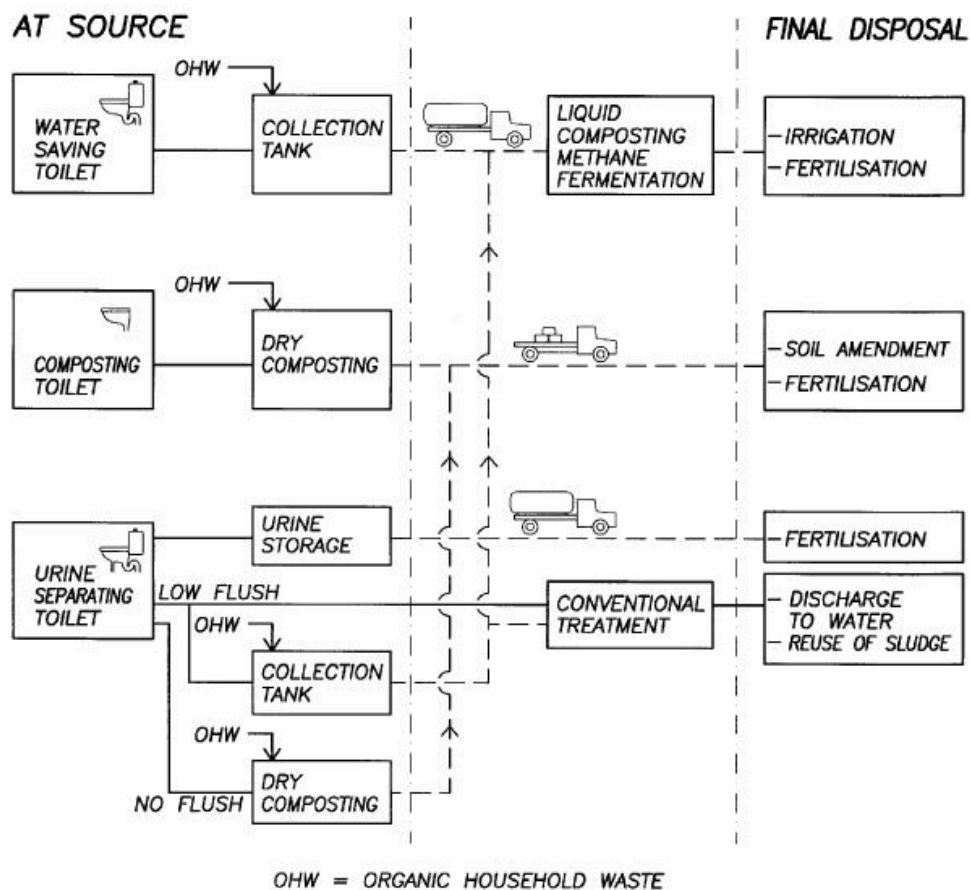 AT SOURCE
FINAL DISPOSAL
OHW
WATER
SAVING
TOILET
COLLECTION
TANK
LIQUID
COMPOSTING
METHANE
FERMENTATION
– IRRIGATION
– FERTILISATION
OHW
COMPOSTING
TOILET
DRY
COMPOSTING
– SOIL AMENDMENT
– FERTILISATION
URINE
SEPARATING
TOILET
URINE
STORAGE
– FERTILISATION
LOW FLUSH
CONVENTIONAL
TREATMENT
– DISCHARGE
TO WATER
– REUSE OF SLUDGE
OHW
COLLECTION
TANK
OHW
NO FLUSH
DRY
COMPOSTING
OHW = ORGANIC HOUSEHOLD WASTE